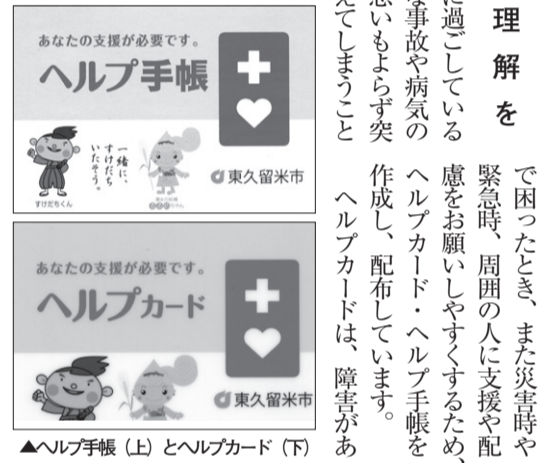 理解を
に過ごしている
な事故や病気の
思いもよらず突
えてしまうこと
で困ったとき、また災害時や
緊急時、周囲の人に支援や配
慮をお願いしやすくするため、
ヘルプカード・ヘルプ手帳を
作成し、配布しています。
ヘルプカードは、障害があ
あなたの支援が必要です。
ヘルプ手帳
一緒に、
すけだち
いたそう。
すけだちくん
東久留米市
あなたの支援が必要です。
ヘルプカード
東久留米市
▲ヘルプ手帳（上）とヘルプカード（下）